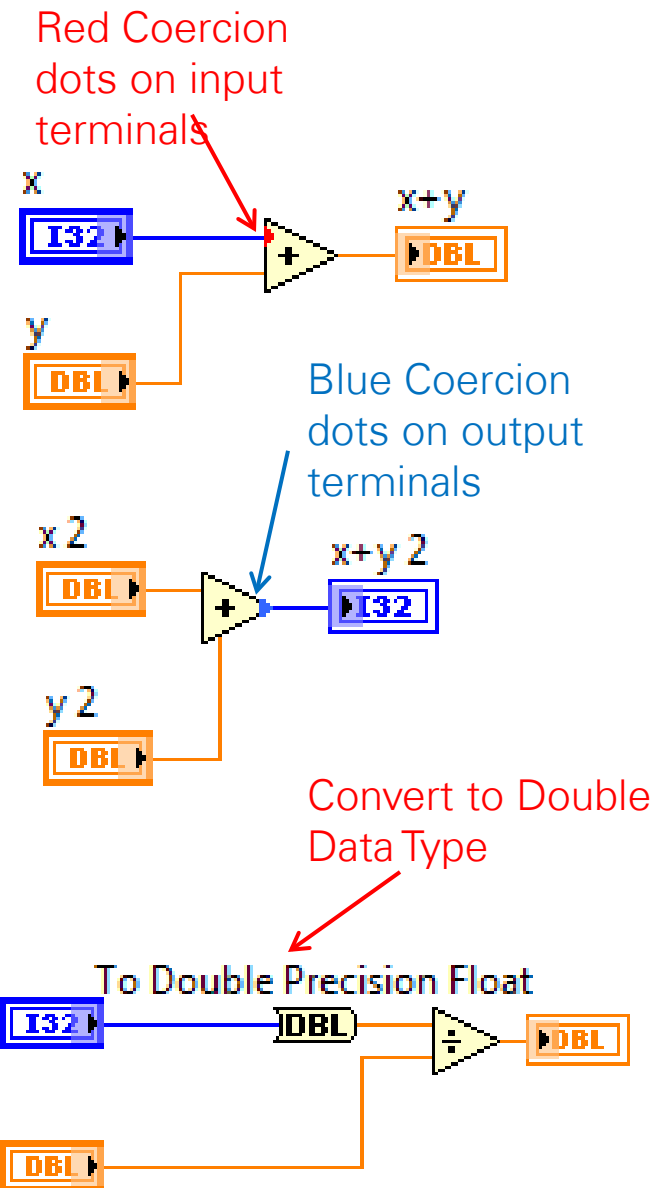 Red Coercion
dots on input
terminals
x
I32
x+y
DBL
+
y
DBL
Blue Coercion
dots on output
terminals
x 2
DBL
x+y 2
+
I32
y 2
DBL
Convert to Double
Data Type
To Double Precision Float
I32
DBL
÷
DBL
DBL